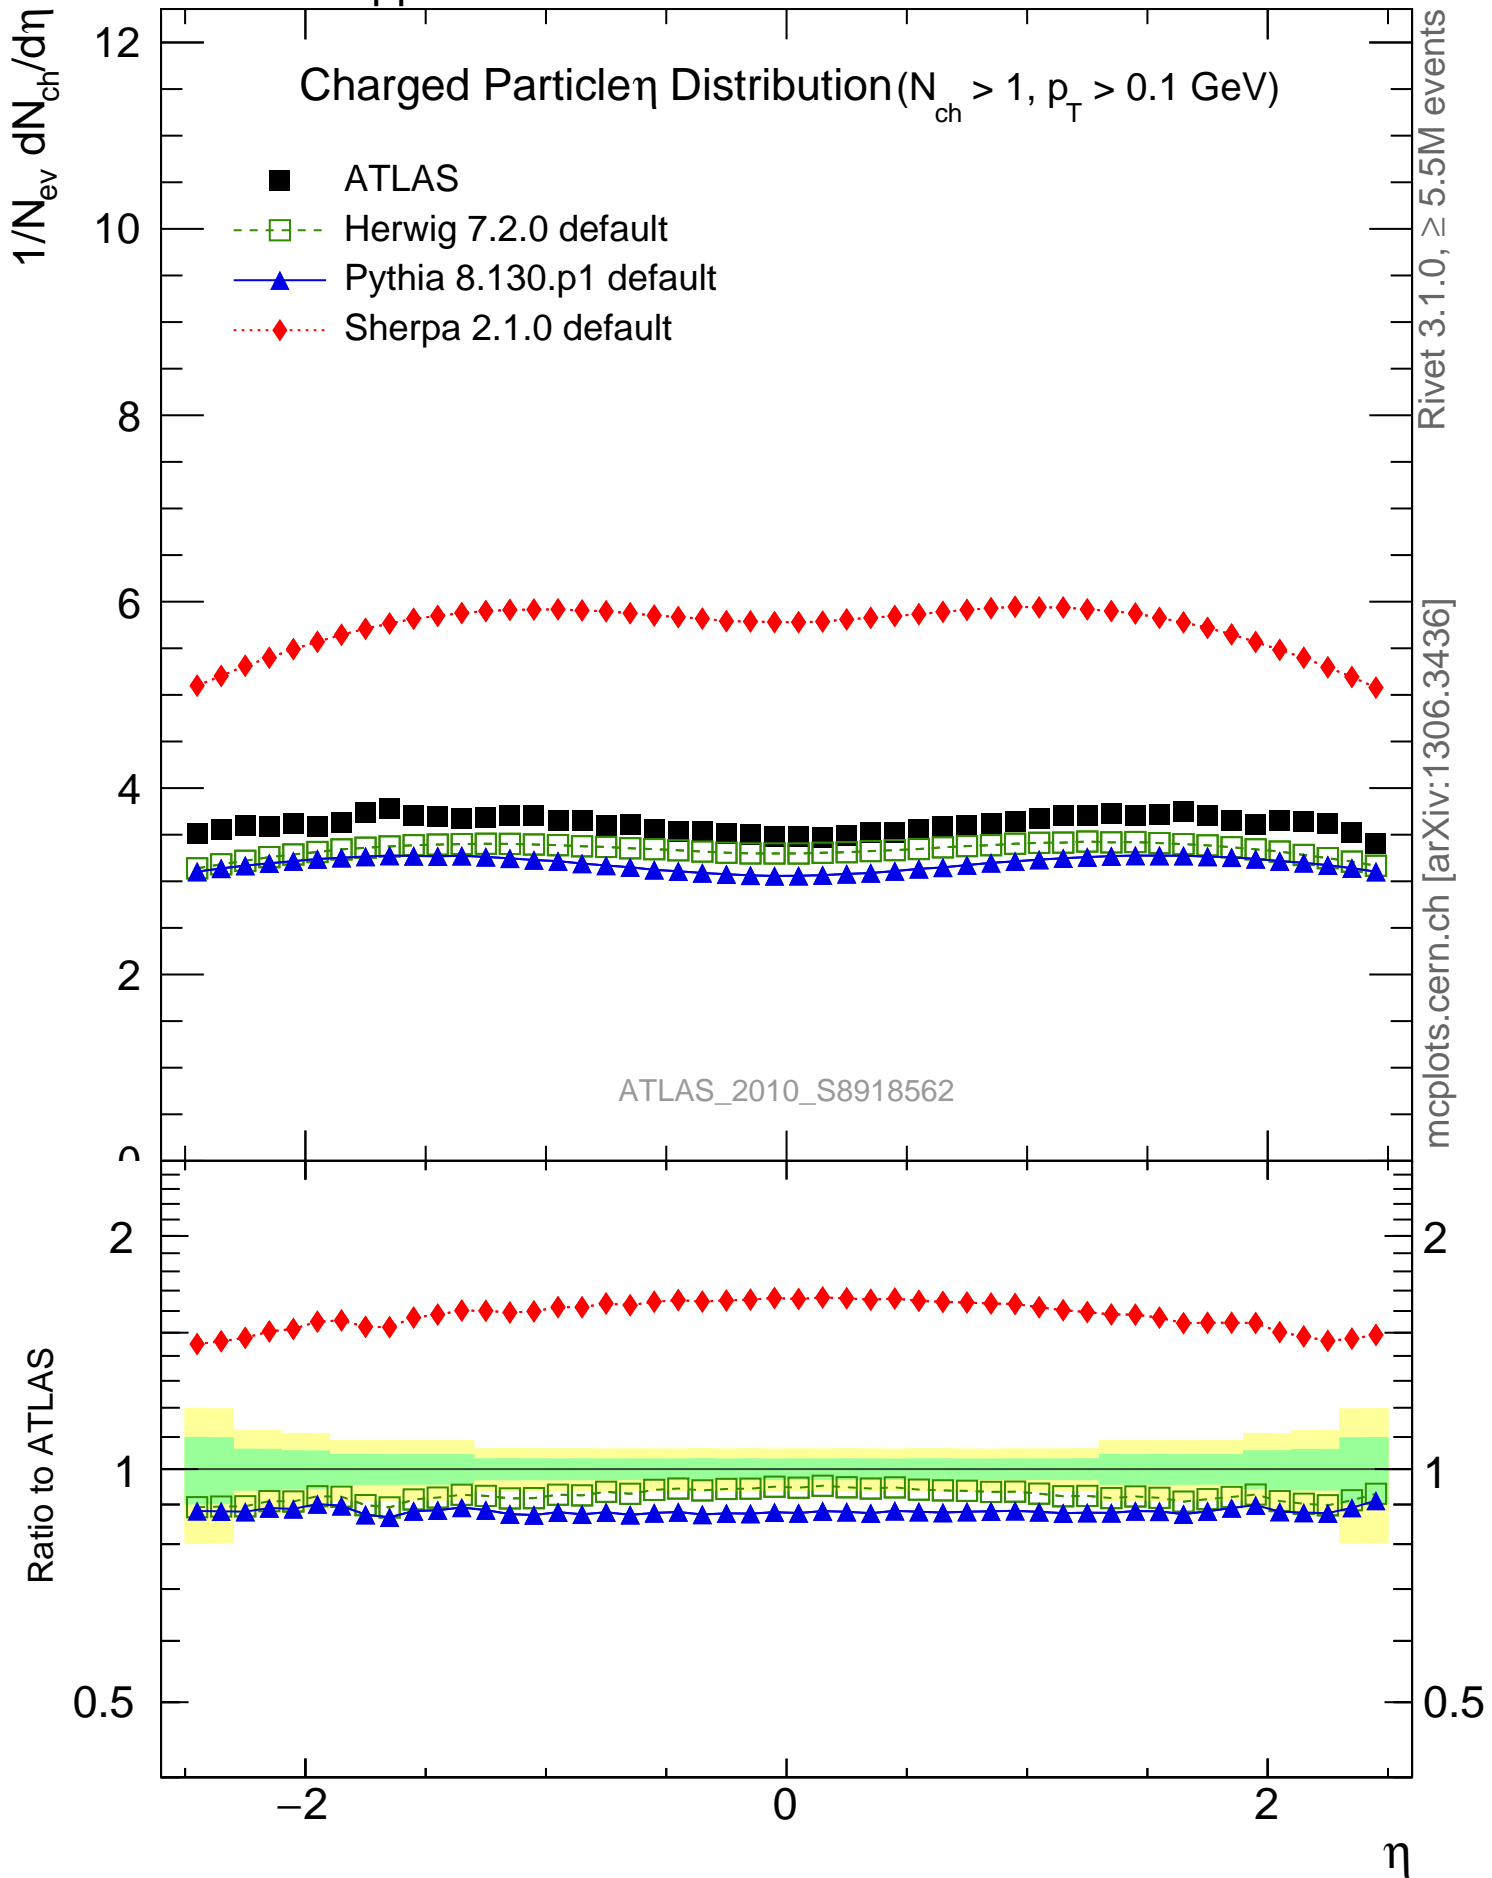 pp
12
10
8
6
4
2
0
1/N_ev dN_ch/dη
Charged Particle η Distribution (N_ch > 1, p_T > 0.1 GeV)
ATLAS
Herwig 7.2.0 default
Pythia 8.130.p1 default
Sherpa 2.1.0 default
ATLAS_2010_S8918562
Rivet 3.1.0, ≥ 5.5M events
mcplots.cern.ch [arXiv:1306.3436]
Ratio to ATLAS
2
1
0.5
2
1
0.5
−2 0 2
η